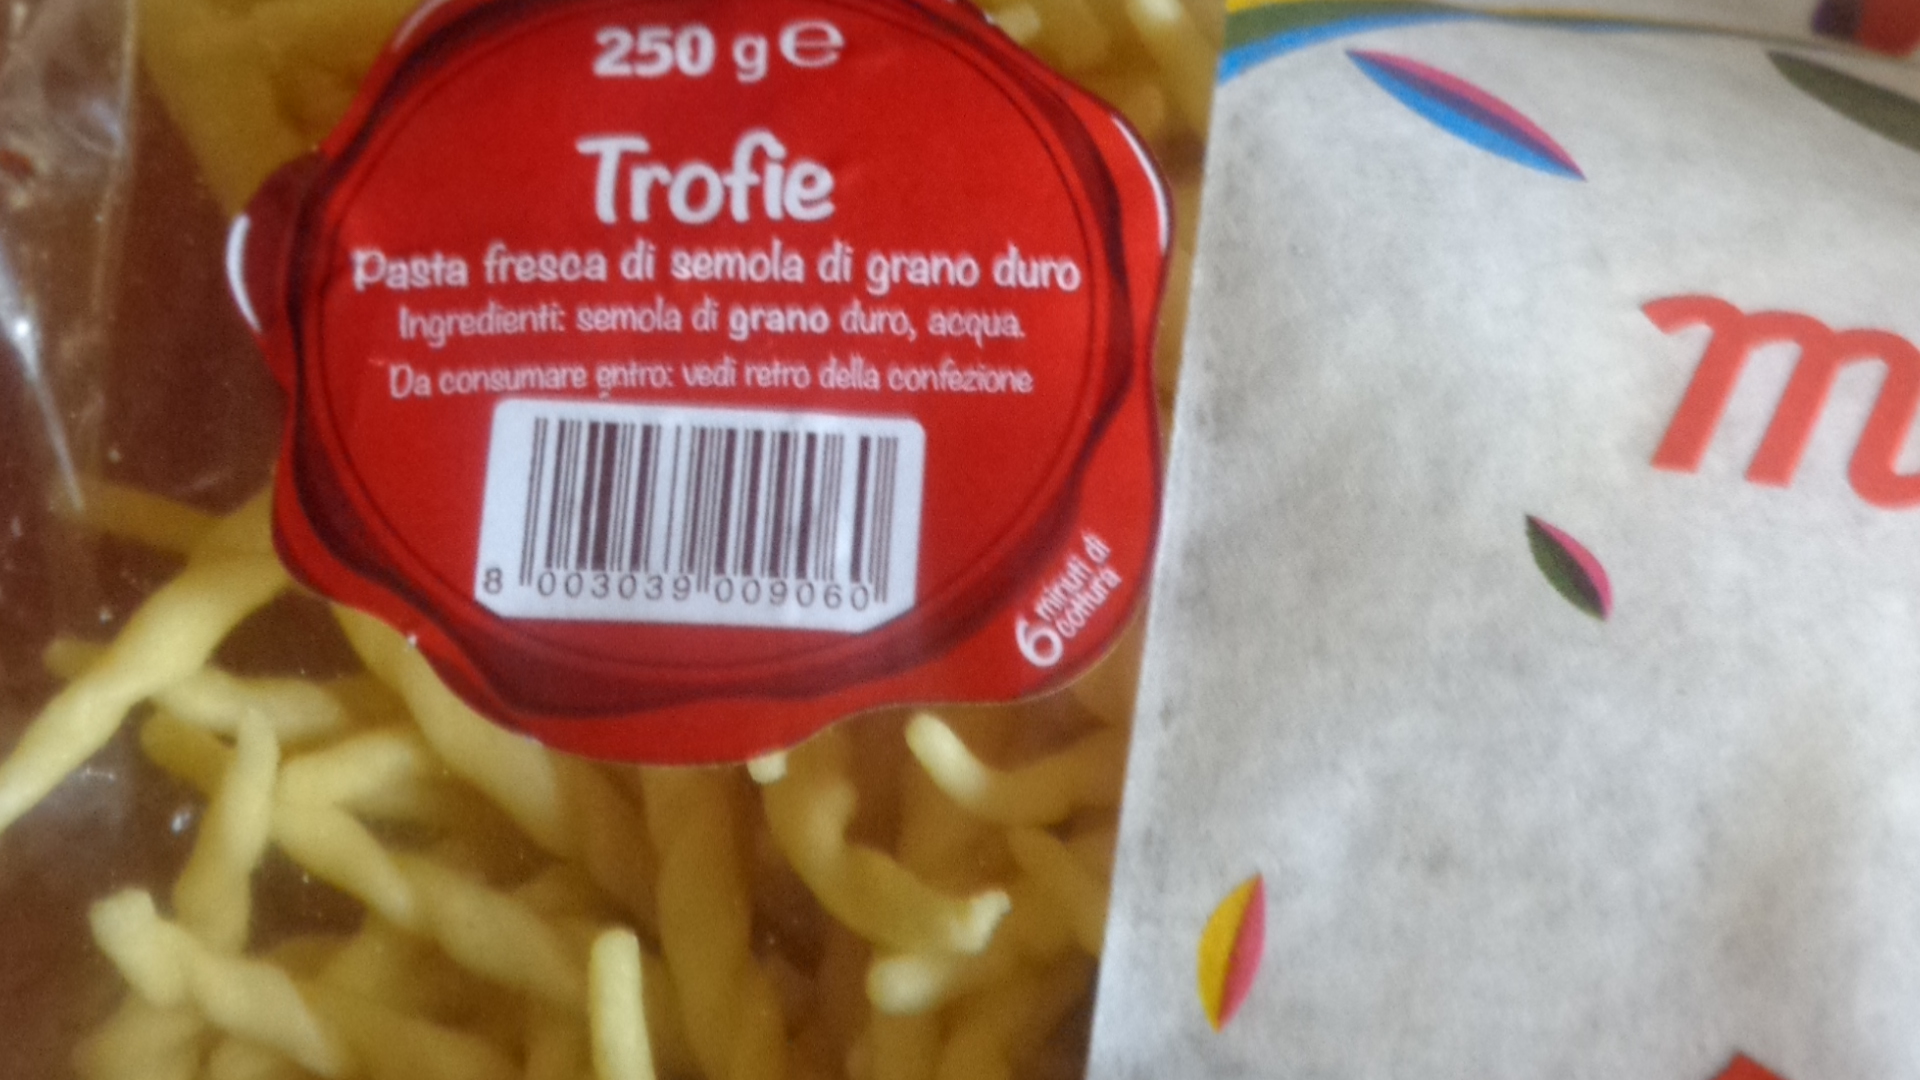 250 g ℮
Trofie
Pasta fresca di semola di grano duro
Ingredienti: semola di grano duro, acqua.
Da consumare entro: vedi retro della confezione
8 003039 009060
6 minuti di
cottura
m